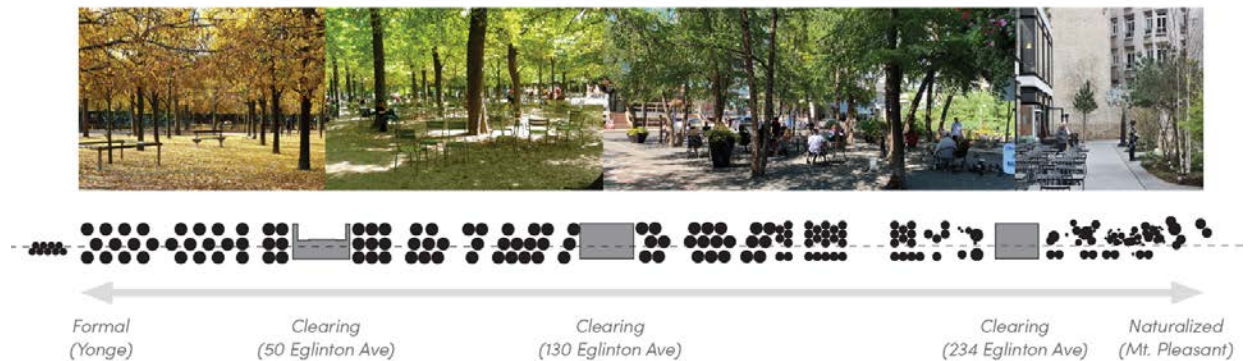 Formal
(Yonge)
Clearing
(50 Eglinton Ave)
Clearing
(130 Eglinton Ave)
Clearing
(234 Eglinton Ave)
Naturalized
(Mt. Pleasant)